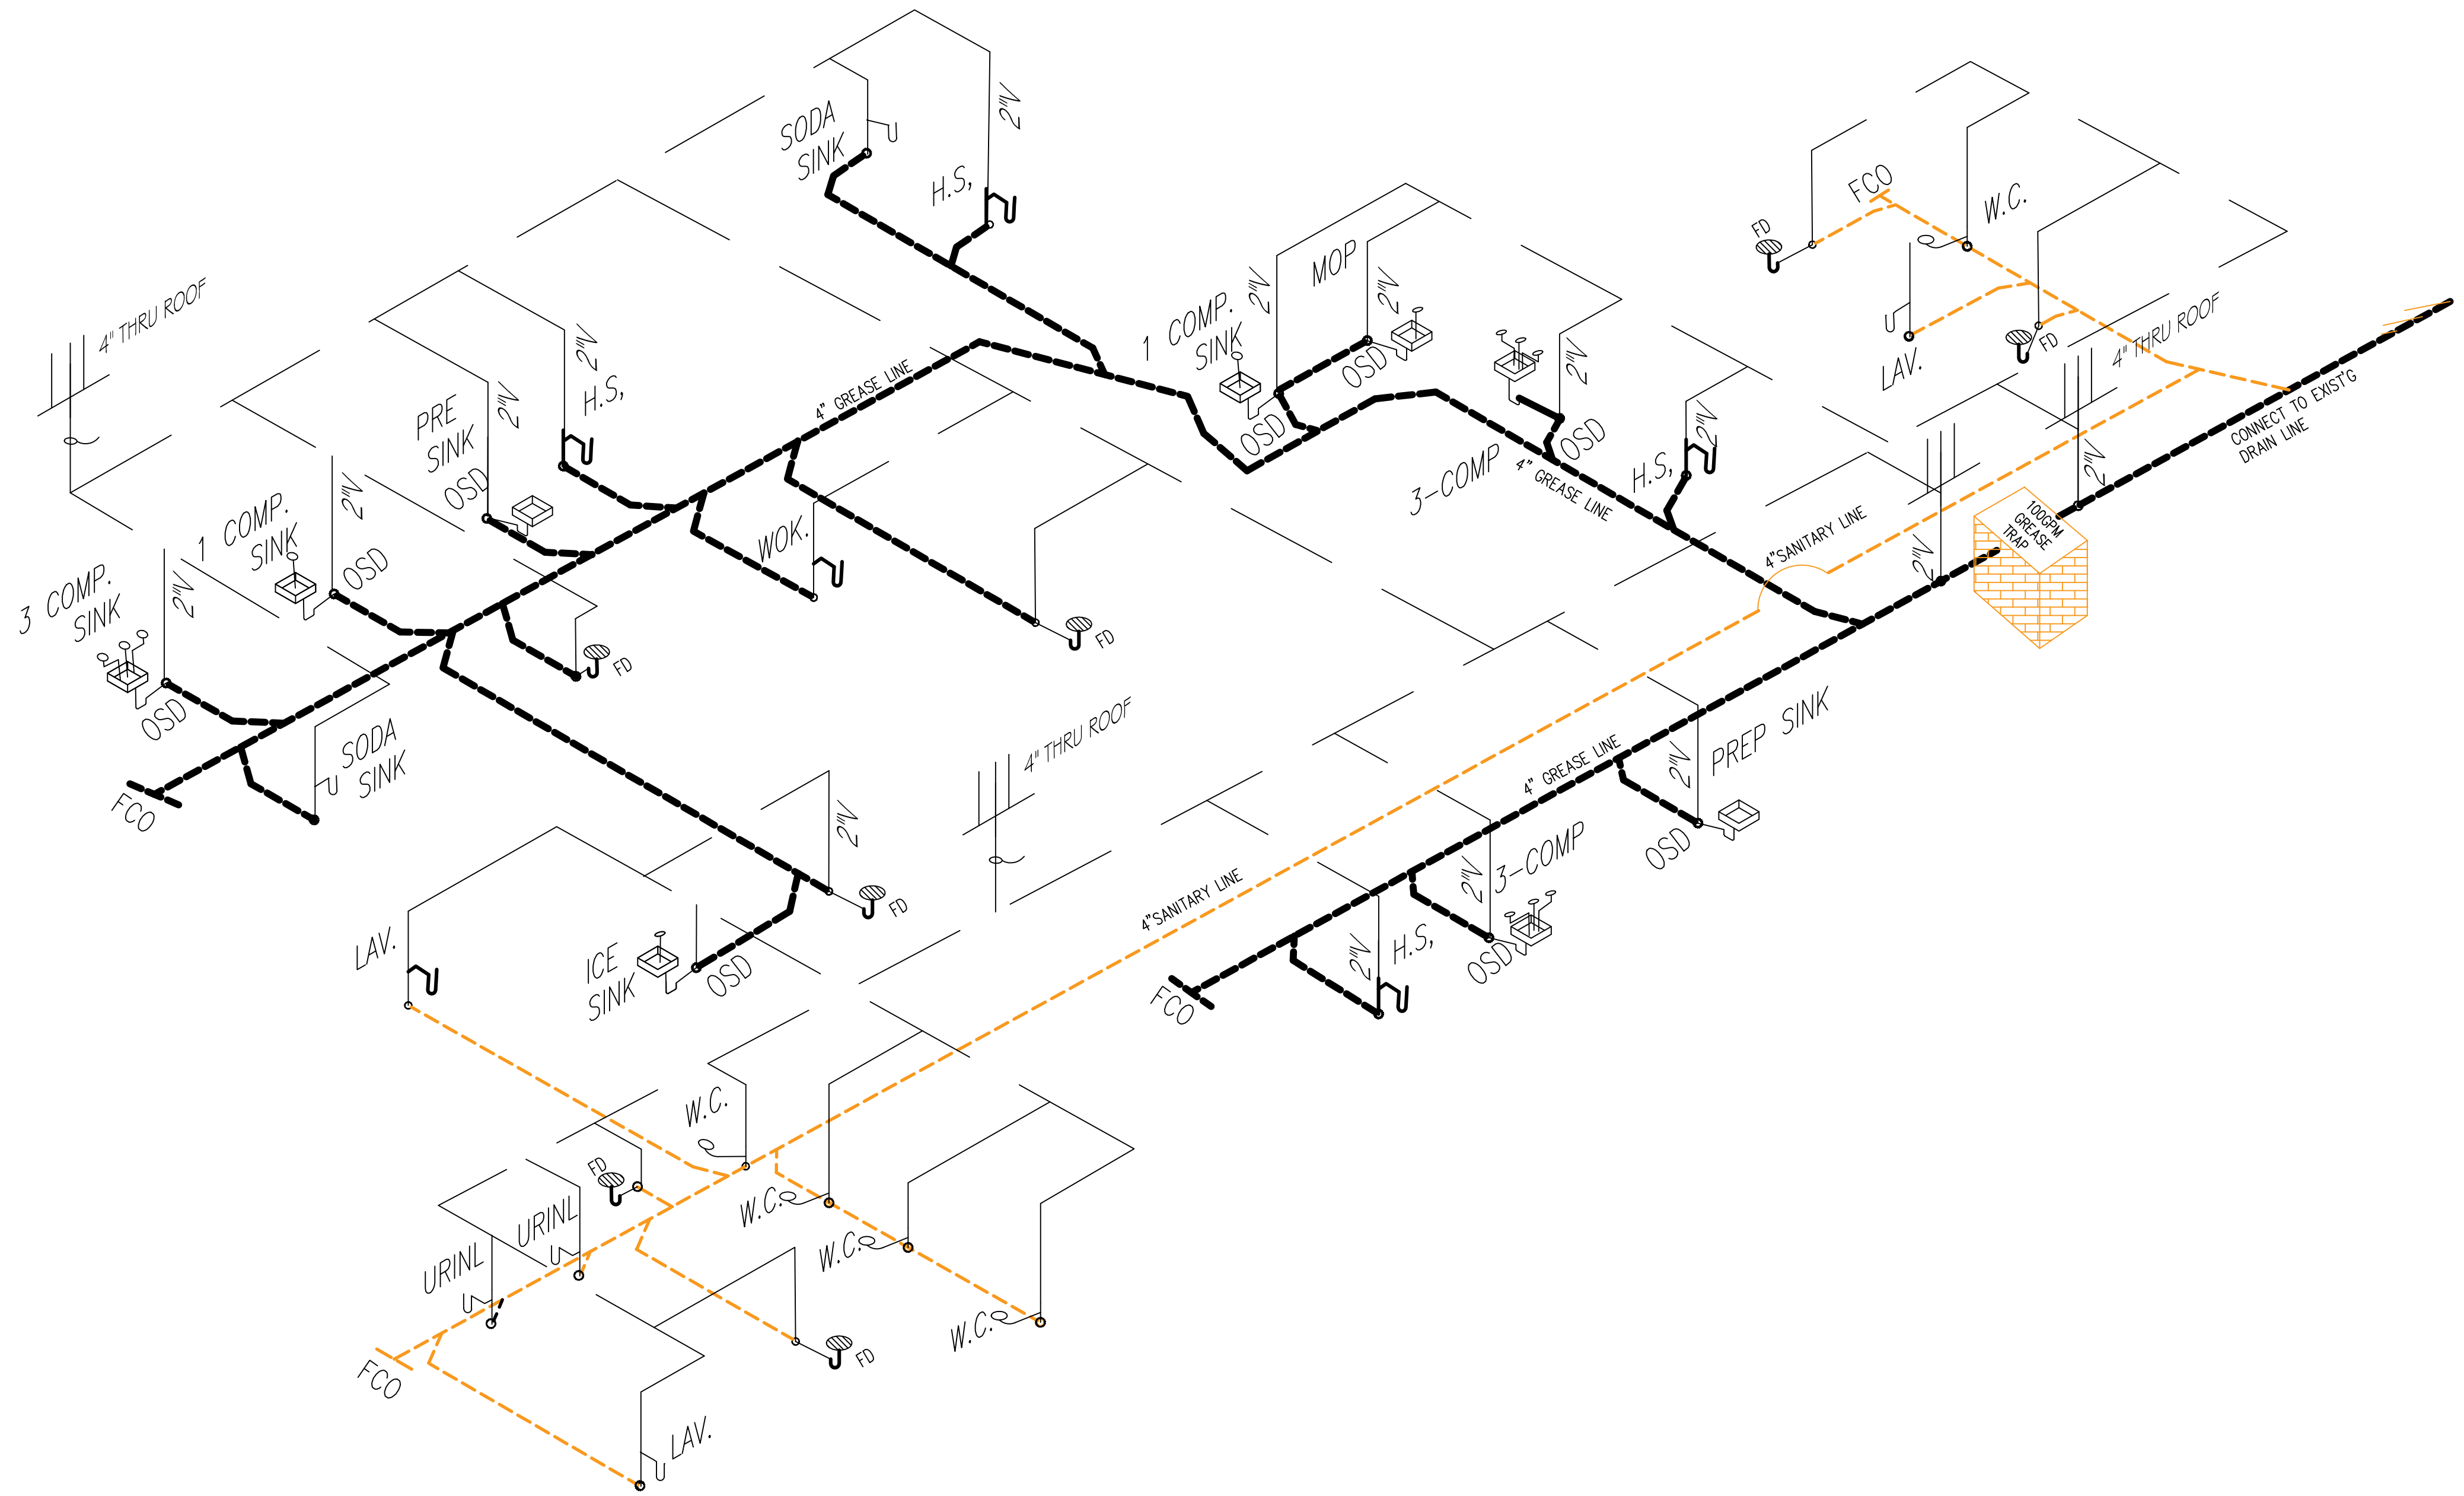 SODA
SINK
2"V
H.S,
FCO
W.C.
FD
LAV.
FD
4" THRU ROOF
CONNECT TO EXIST'G
DRAIN LINE
2"V
4" THRU ROOF
PRE
SINK
OSD
2"V
2"V
H.S,
4" GREASE LINE
1 COMP.
SINK
2"V
MOP
2"V
OSD
OSD
3-COMP
2"V
OSD
4" GREASE LINE
H.S,
2"V
4"SANITARY LINE
2"V
100GPM
GREASE
TRAP
3 COMP.
SINK
2"V
OSD
1 COMP.
SINK
2"V
OSD
WOK.
FD
FD
SODA
SINK
FCO
4" THRU ROOF
2"V
FD
LAV.
ICE
SINK
OSD
4"SANITARY LINE
4" GREASE LINE
2"V
PREP SINK
OSD
2"V
3-COMP
OSD
2"V
H.S,
FCO
W.C.
FD
URINL
URINL
W.C.
W.C.
W.C.
FD
FCO
LAV.